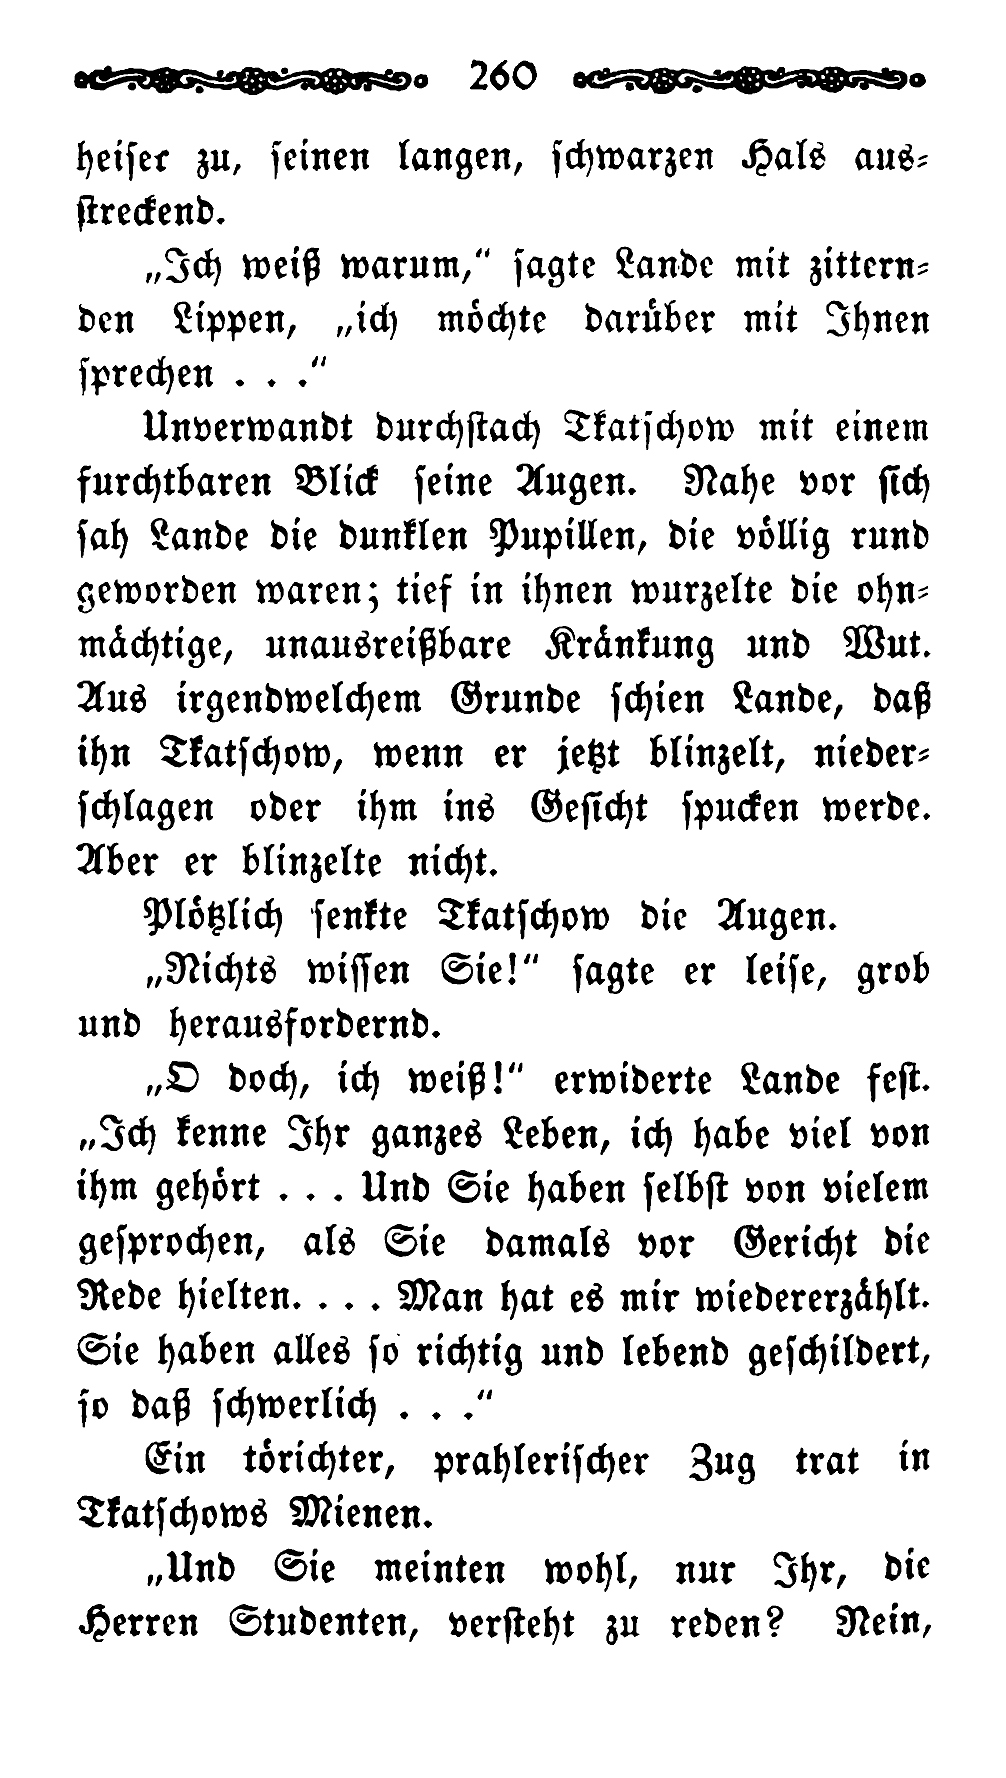 260
heiſer zu, ſeinen langen, ſchwarzen Hals aus⸗
ſtreckend.
„Ich weiß warum,“ ſagte Lande mit zittern⸗
den Lippen, „ich möchte darüber mit Ihnen
ſprechen . . .“
Unverwandt durchſtach Tkatſchow mit einem
furchtbaren Blick ſeine Augen. Nahe vor ſich
ſah Lande die dunklen Pupillen, die völlig rund
geworden waren; tief in ihnen wurzelte die ohn⸗
mächtige, unausreißbare Kränkung und Wut.
Aus irgendwelchem Grunde ſchien Lande, daß
ihn Tkatſchow, wenn er jetzt blinzelt, nieder⸗
ſchlagen oder ihm ins Geſicht ſpucken werde.
Aber er blinzelte nicht.
Plötzlich ſenkte Tkatſchow die Augen.
„Nichts wiſſen Sie!“ ſagte er leiſe, grob
und herausfordernd.
„O doch, ich weiß!“ erwiderte Lande feſt.
„Ich kenne Ihr ganzes Leben, ich habe viel von
ihm gehört . . . Und Sie haben ſelbſt von vielem
geſprochen, als Sie damals vor Gericht die
Rede hielten. . . . Man hat es mir wiedererzählt.
Sie haben alles ſo richtig und lebend geſchildert,
ſo daß ſchwerlich . . .“
Ein törichter, prahleriſcher Zug trat in
Tkatſchows Mienen.
„Und Sie meinten wohl, nur Ihr, die
Herren Studenten, verſteht zu reden? Nein,